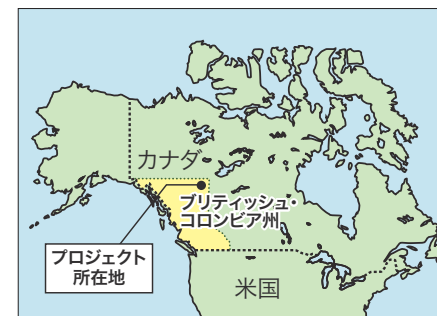 カナダ
ブリティッシュ・
コロンビア州
プロジェクト
所在地
米国